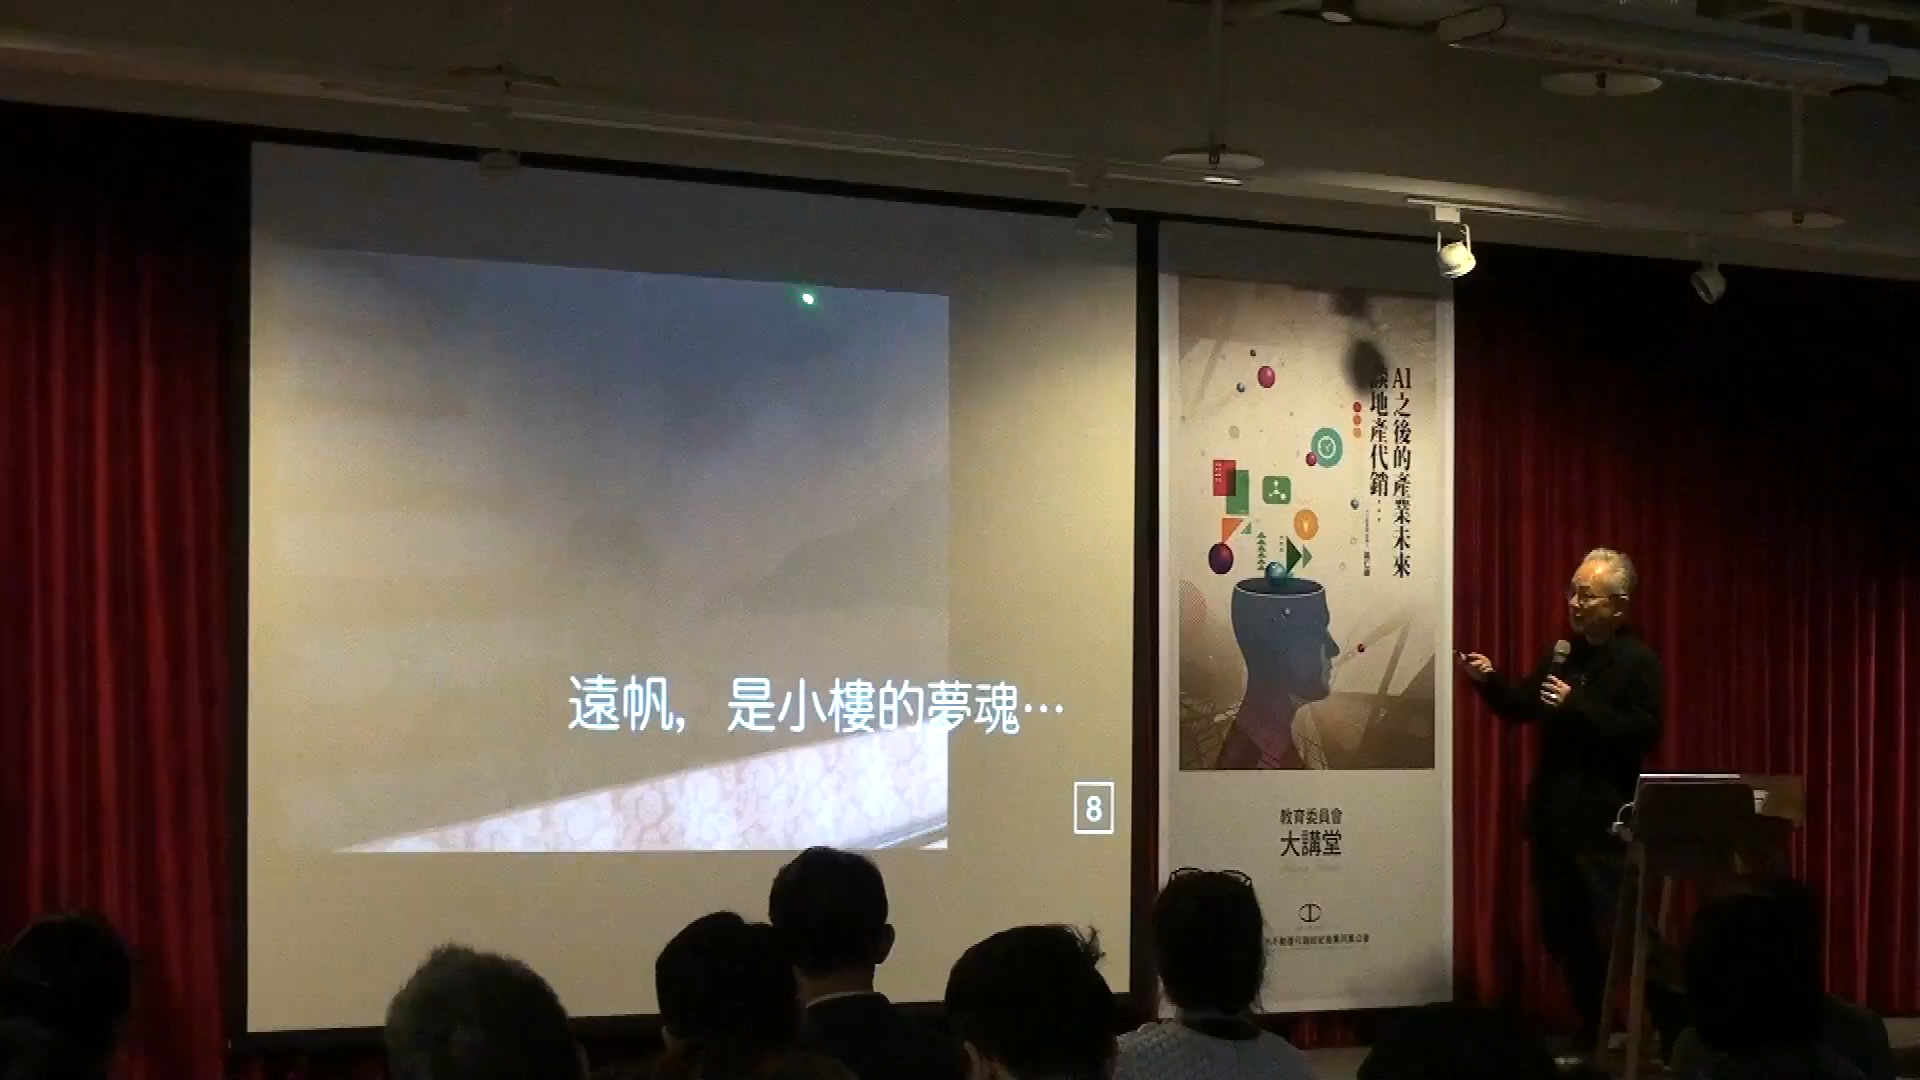 遠帆，是小樓的夢魂…
8
AI之後的產業未來
談地產代銷…
教育委員會
大講堂